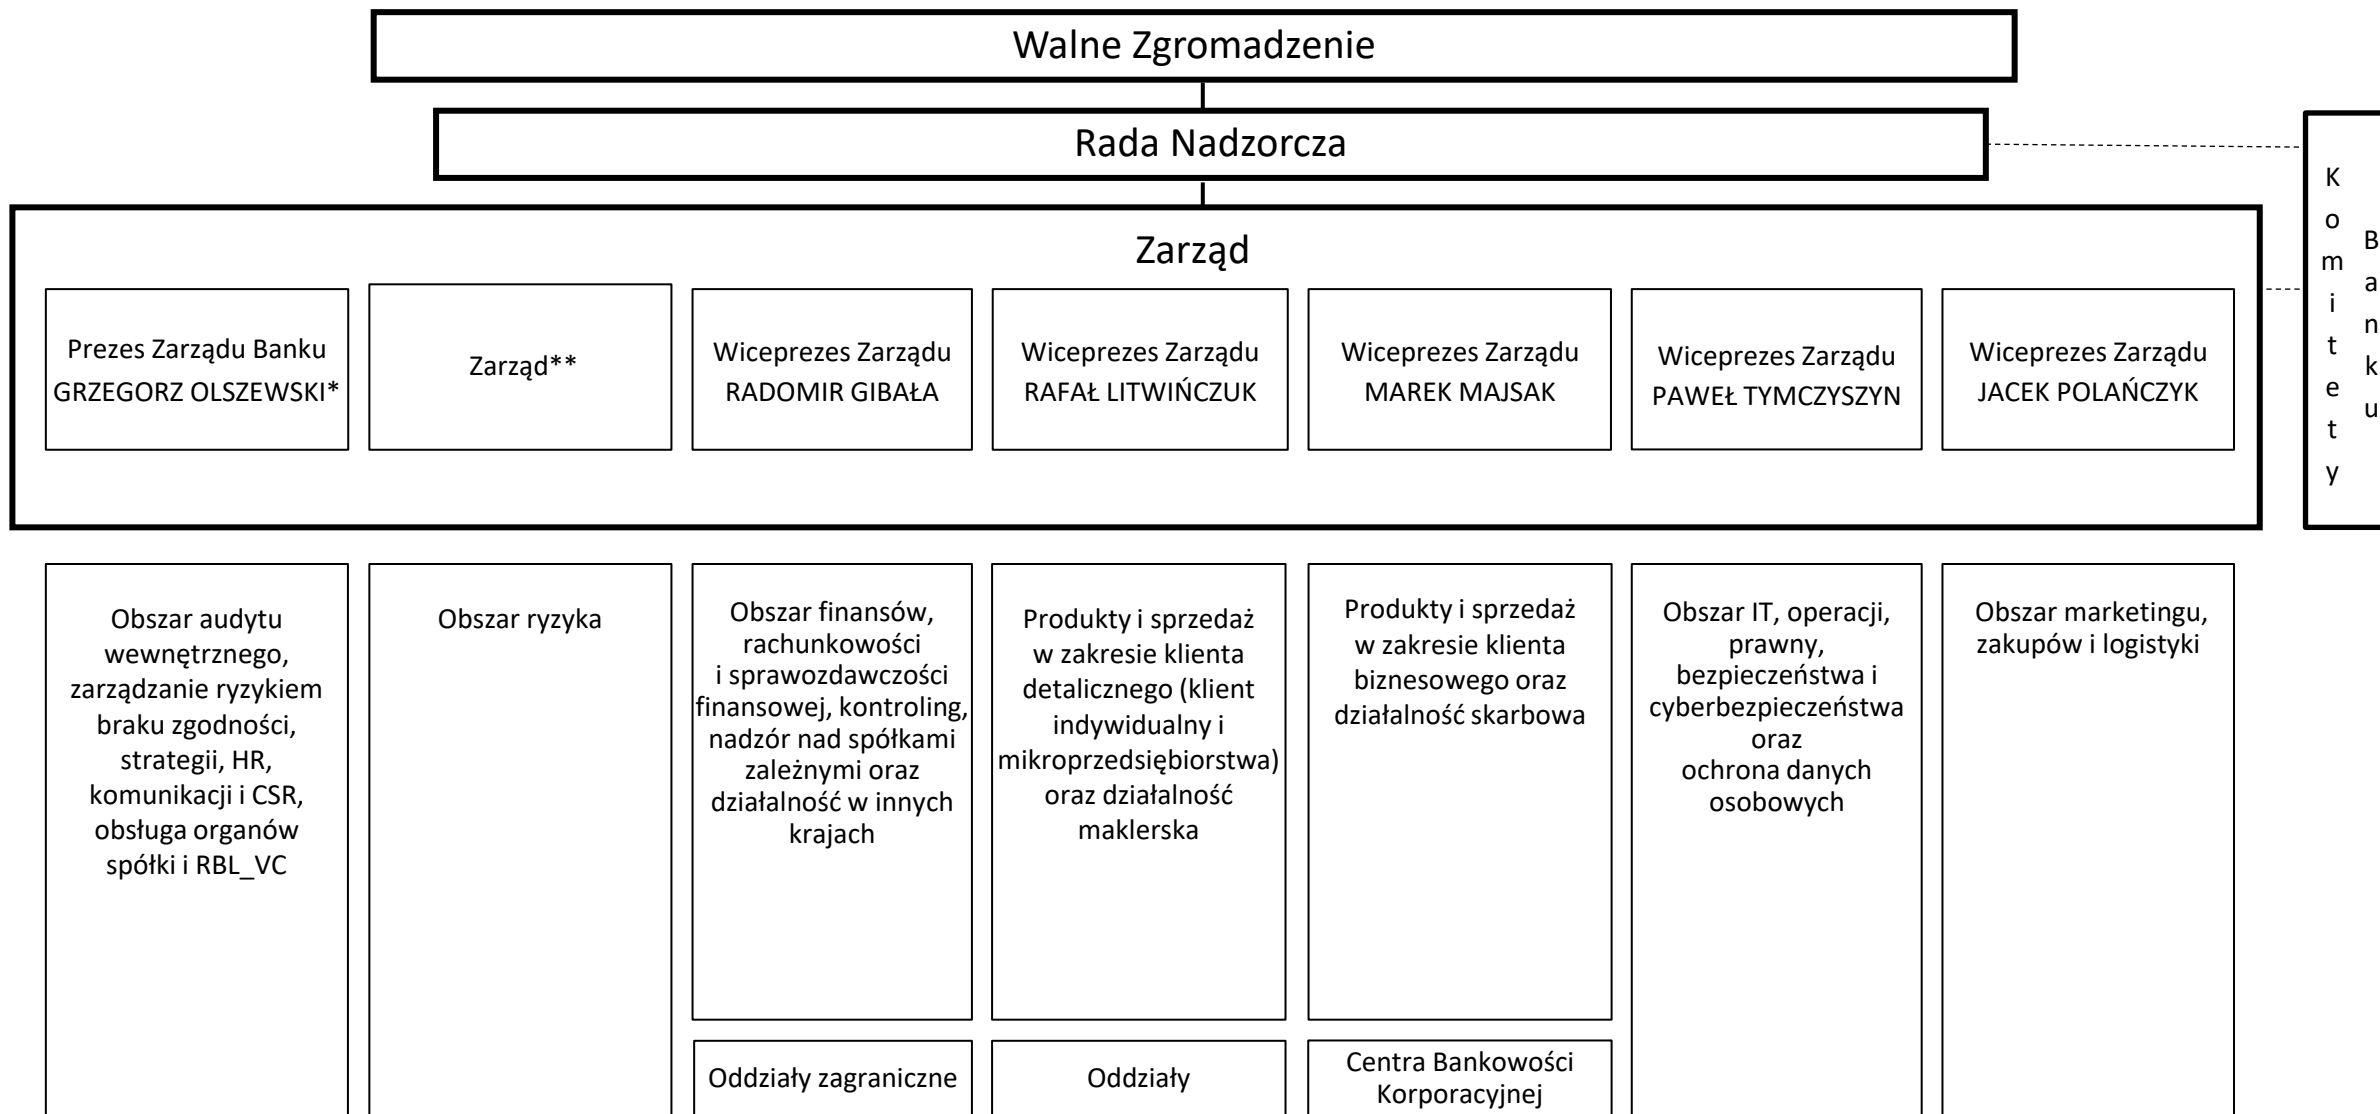 Walne Zgromadzenie
Rada Nadzorcza
Komitety
Banku
Zarząd
Prezes Zarządu Banku
GRZEGORZ OLSZEWSKI*
Zarząd**
Wiceprezes Zarządu
RADOMIR GIBAŁA
Wiceprezes Zarządu
RAFAŁ LITWIŃCZUK
Wiceprezes Zarządu
MAREK MAJSAK
Wiceprezes Zarządu
PAWEŁ TYMCZYSZYN
Wiceprezes Zarządu
JACEK POLAŃCZYK
Obszar audytu
wewnętrznego,
zarządzanie ryzykiem
braku zgodności,
strategii, HR,
komunikacji i CSR,
obsługa organów
spółki i RBL_VC
Obszar ryzyka
Obszar finansów,
rachunkowości
i sprawozdawczości
finansowej, kontroling,
nadzór nad spółkami
zależnymi oraz
działalność w innych
krajach
Produkty i sprzedaż
w zakresie klienta
detalicznego (klient
indywidualny i
mikroprzedsiębiorstwa)
oraz działalność
maklerska
Produkty i sprzedaż
w zakresie klienta
biznesowego oraz
działalność skarbowa
Obszar IT, operacji,
prawny,
bezpieczeństwa i
cyberbezpieczeństwa
oraz
ochrona danych
osobowych
Obszar marketingu,
zakupów i logistyki
Oddziały zagraniczne
Oddziały
Centra Bankowości
Korporacyjnej